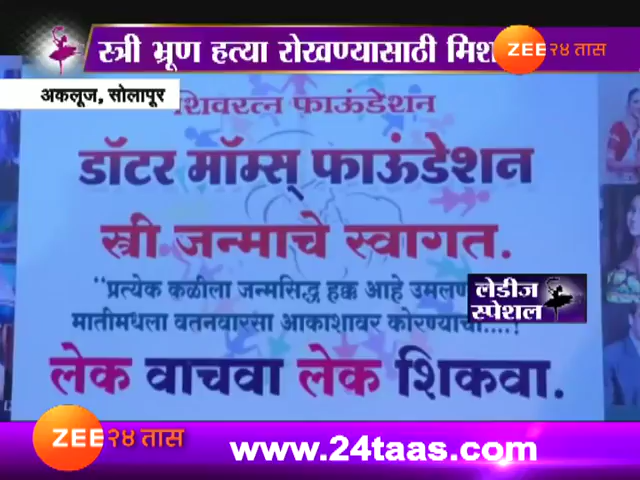 स्त्री भ्रूण हत्या रोखण्यासाठी
ZEE २४ तास
अकलूज, सोलापूर
शिवरत्न फाऊंडेशन
डॉटर मॉम्स् फाऊंडेशन
स्त्री जन्माचे स्वागत.
"प्रत्येक कळीला जन्मसिद्ध हक्क आहे
मातीमधला वतनवारसा आकाशावर कोरण्याचा....!
लेडीज
स्पेशल
लेक वाचवा लेक शिकवा.
ZEE २४ तास
www.24taas.com